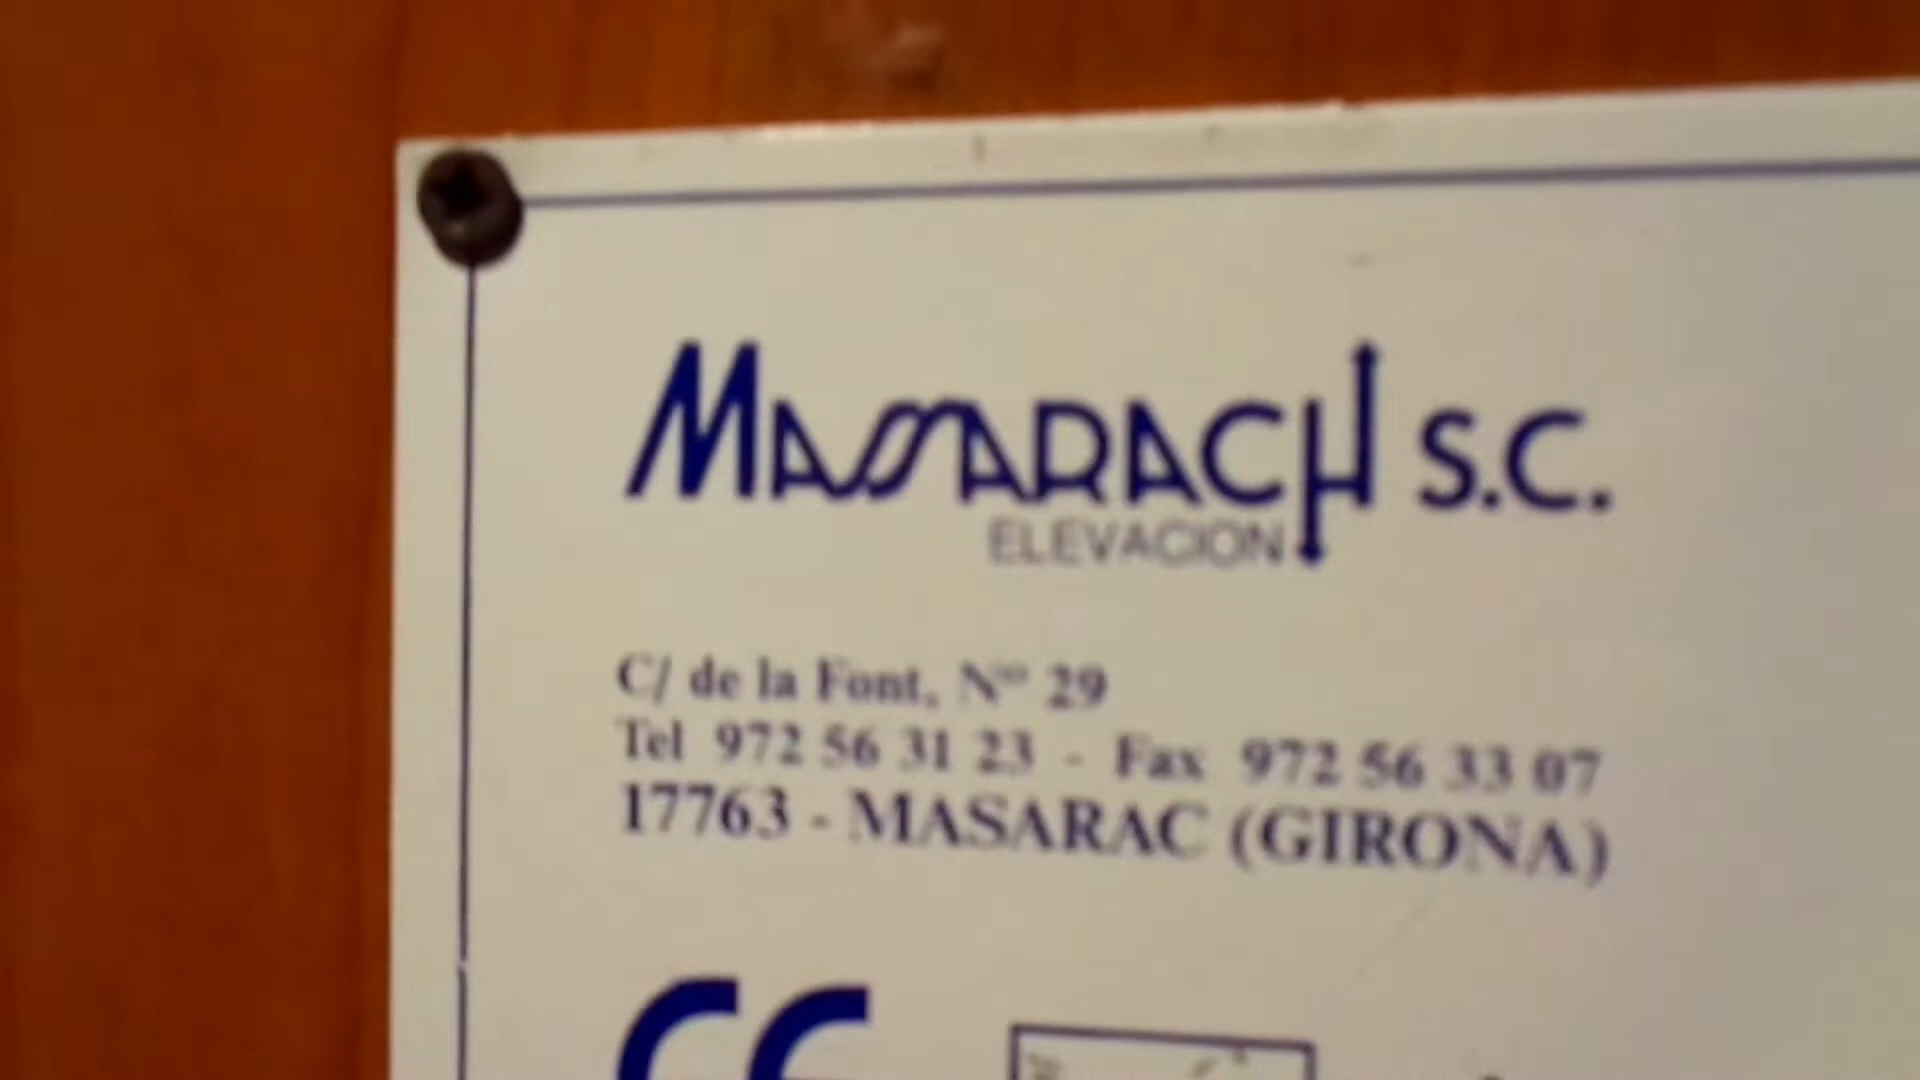 MASSARACH S.C.
ELEVACION
C/ de la Font, Nº 29
Tel 972 56 31 23 - Fax 972 56 33 07
17763 - MASARAC (GIRONA)
CE